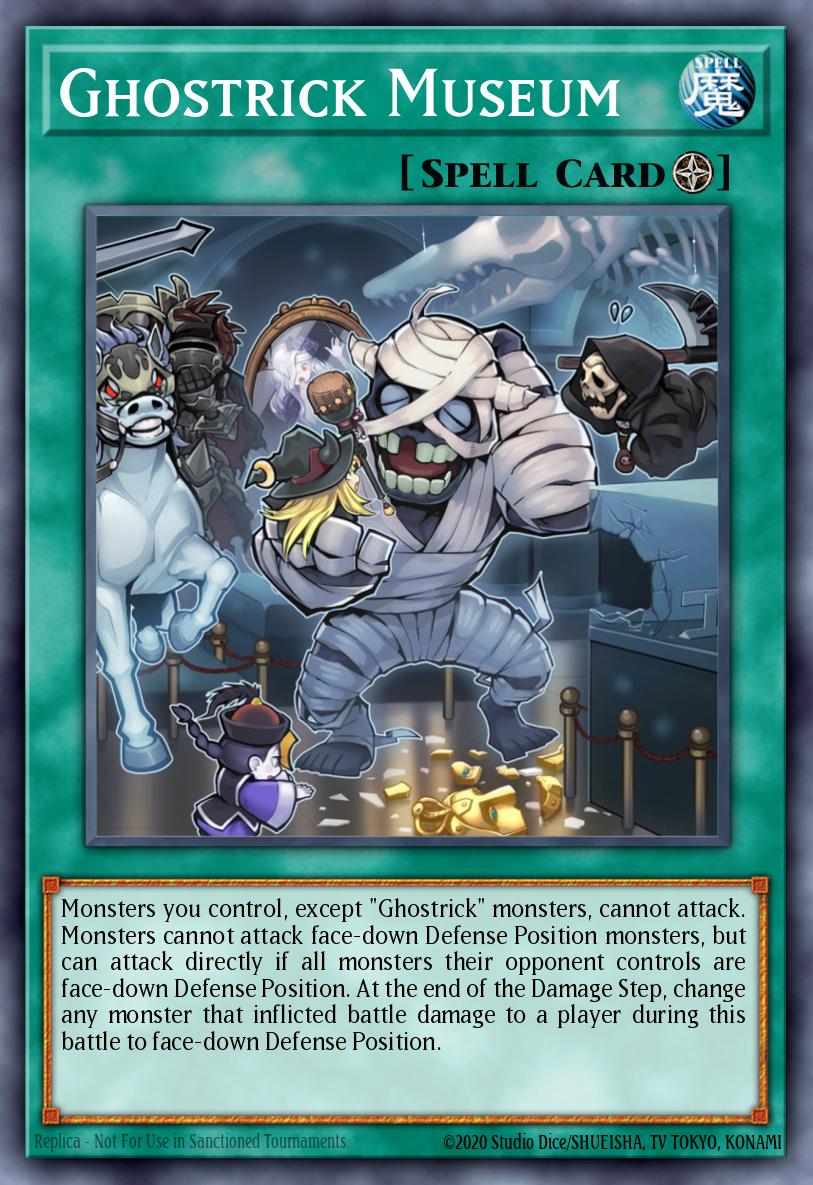 Ghostrick Museum
SPELL
魔
[Spell Card]
Monsters you control, except "Ghostrick" monsters, cannot attack.
Monsters cannot attack face-down Defense Position monsters, but
can attack directly if all monsters their opponent controls are
face-down Defense Position. At the end of the Damage Step, change
any monster that inflicted battle damage to a player during this
battle to face-down Defense Position.
Replica - Not For Use in Sanctioned Tournaments.
©2020 Studio Dice/SHUEISHA, TV TOKYO, KONAMI